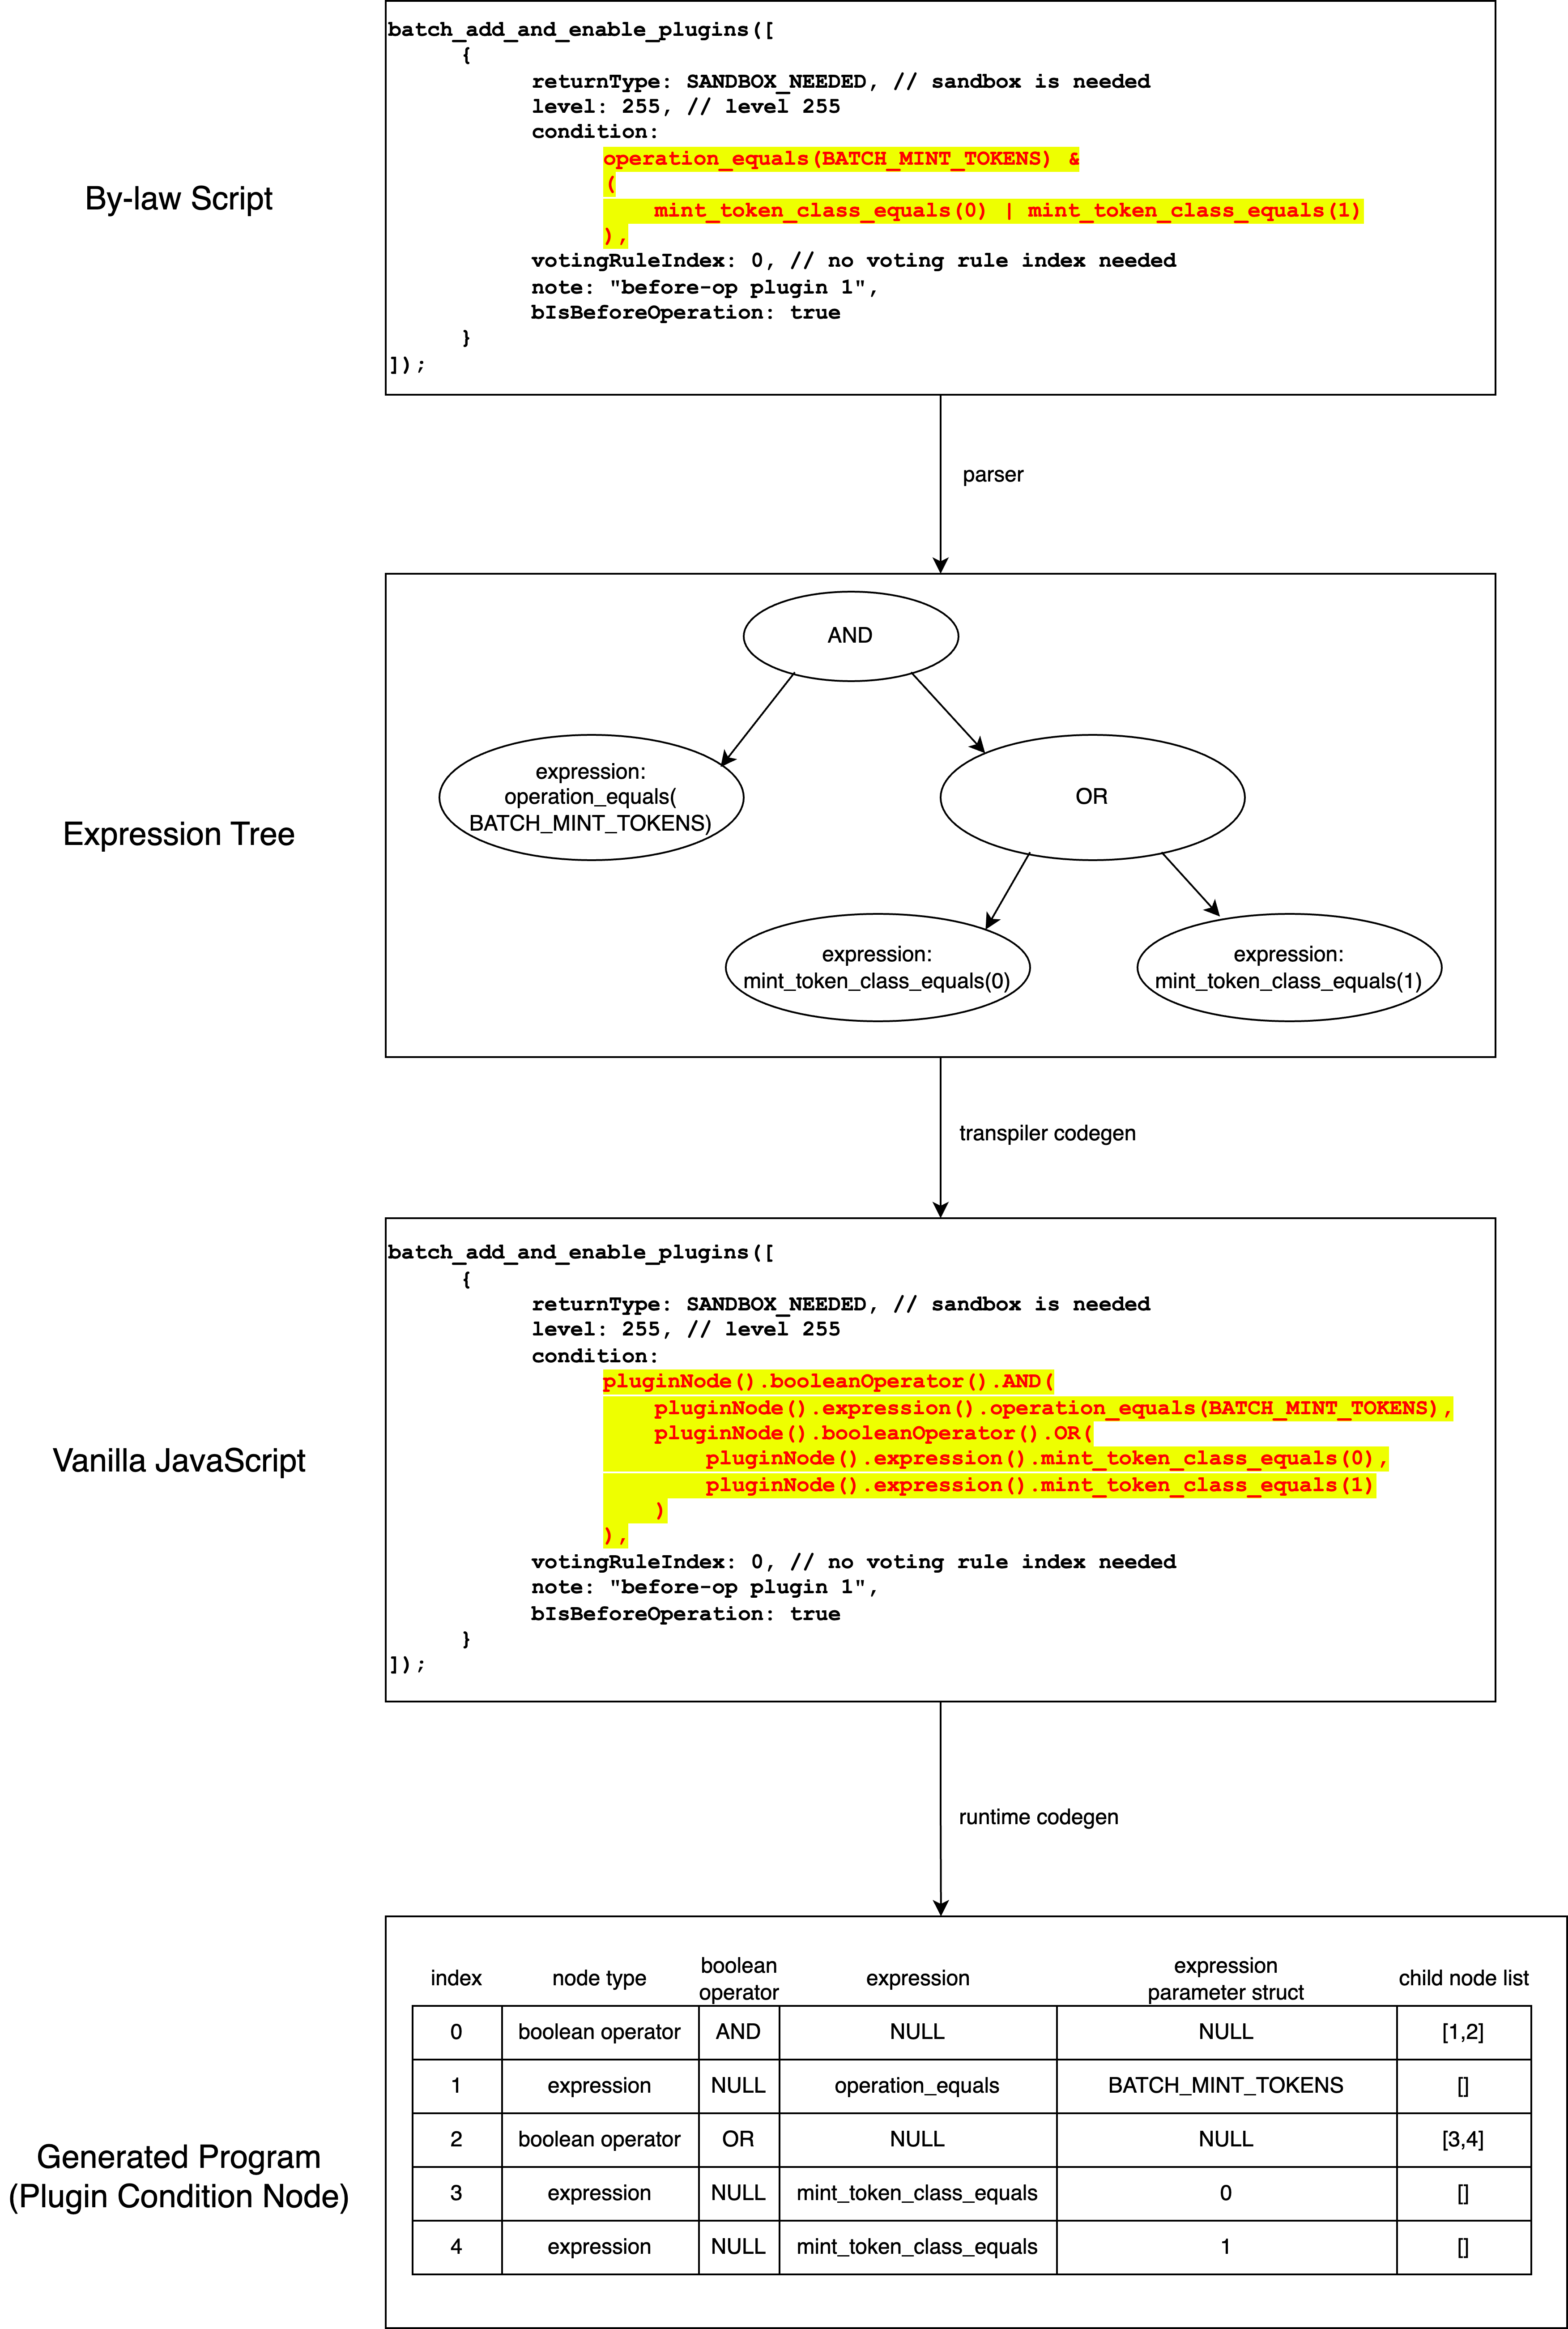 By-law Script
batch_add_and_enable_plugins([
{
returnType: SANDBOX_NEEDED, // sandbox is needed
level: 255, // level 255
condition:
operation_equals(BATCH_MINT_TOKENS) &
(
mint_token_class_equals(0) | mint_token_class_equals(1)
),
votingRuleIndex: 0, // no voting rule index needed
note: "before-op plugin 1",
bIsBeforeOperation: true
}
]);
parser
Expression Tree
AND
expression:
operation_equals(
BATCH_MINT_TOKENS)
OR
expression:
mint_token_class_equals(0)
expression:
mint_token_class_equals(1)
transpiler codegen
Vanilla JavaScript
batch_add_and_enable_plugins([
{
returnType: SANDBOX_NEEDED, // sandbox is needed
level: 255, // level 255
condition:
pluginNode().booleanOperator().AND(
pluginNode().expression().operation_equals(BATCH_MINT_TOKENS),
pluginNode().booleanOperator().OR(
pluginNode().expression().mint_token_class_equals(0),
pluginNode().expression().mint_token_class_equals(1)
)
),
votingRuleIndex: 0, // no voting rule index needed
note: "before-op plugin 1",
bIsBeforeOperation: true
}
]);
runtime codegen
Generated Program
(Plugin Condition Node)
index node type boolean operator expression expression parameter struct child node list
0 boolean operator AND NULL NULL [1,2]
1 expression NULL operation_equals BATCH_MINT_TOKENS []
2 boolean operator OR NULL NULL [3,4]
3 expression NULL mint_token_class_equals 0 []
4 expression NULL mint_token_class_equals 1 []